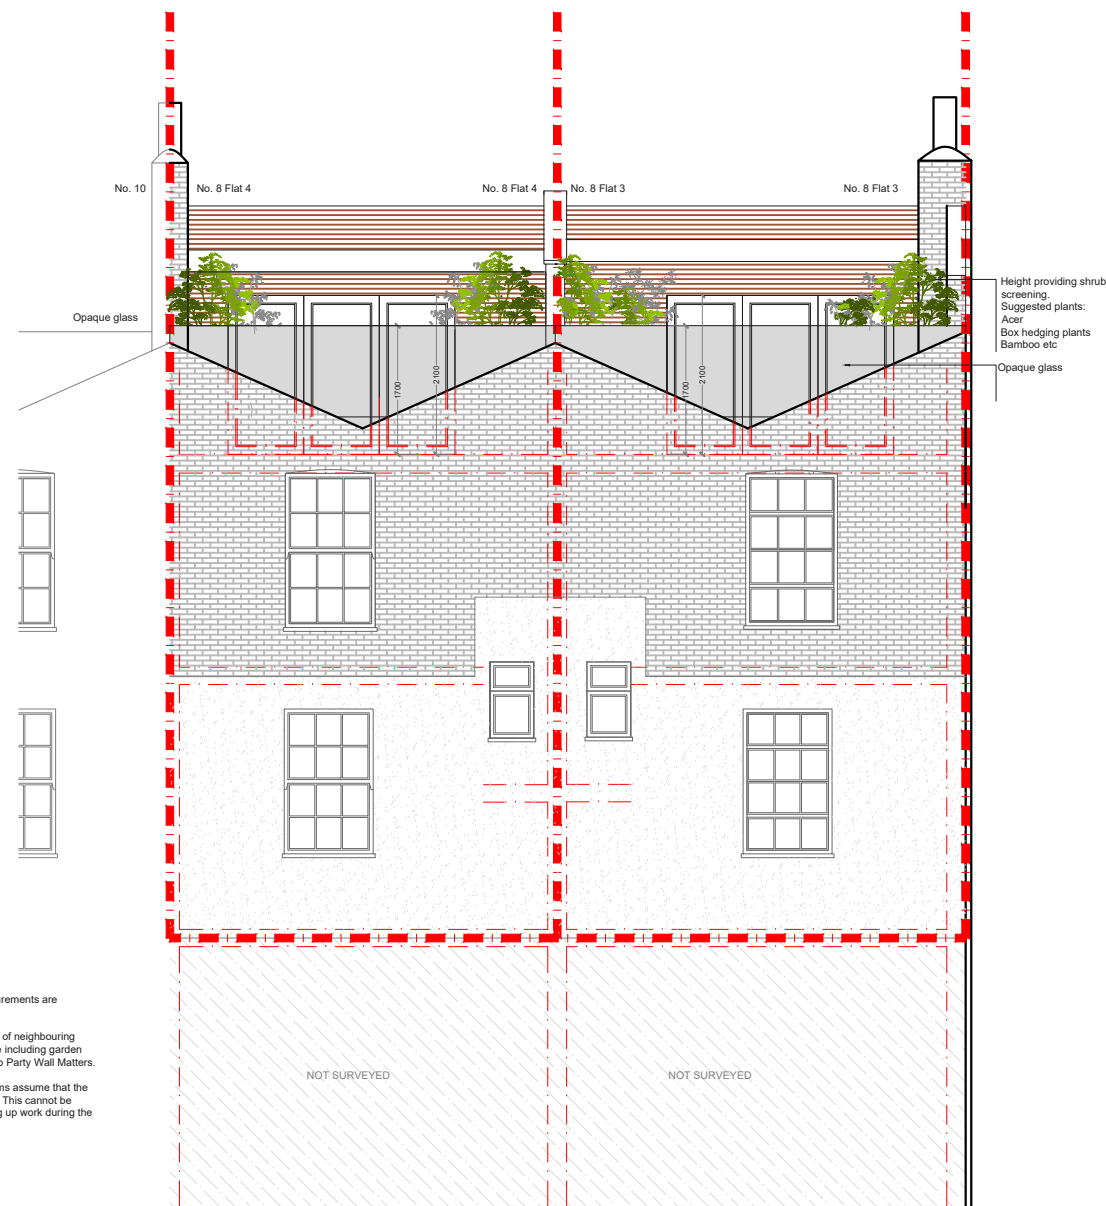 No. 10
No. 8 Flat 4
No. 8 Flat 4
No. 8 Flat 3
No. 8 Flat 3
Height providing shrub
screening.
Suggested plants:
Acer
Box hedging plants
Bamboo etc
Opaque glass
Opaque glass
1700
2100
1700
2100
urements are
of neighbouring
e including garden
o Party Wall Matters.
ms assume that the
This cannot be
g up work during the
NOT SURVEYED
NOT SURVEYED